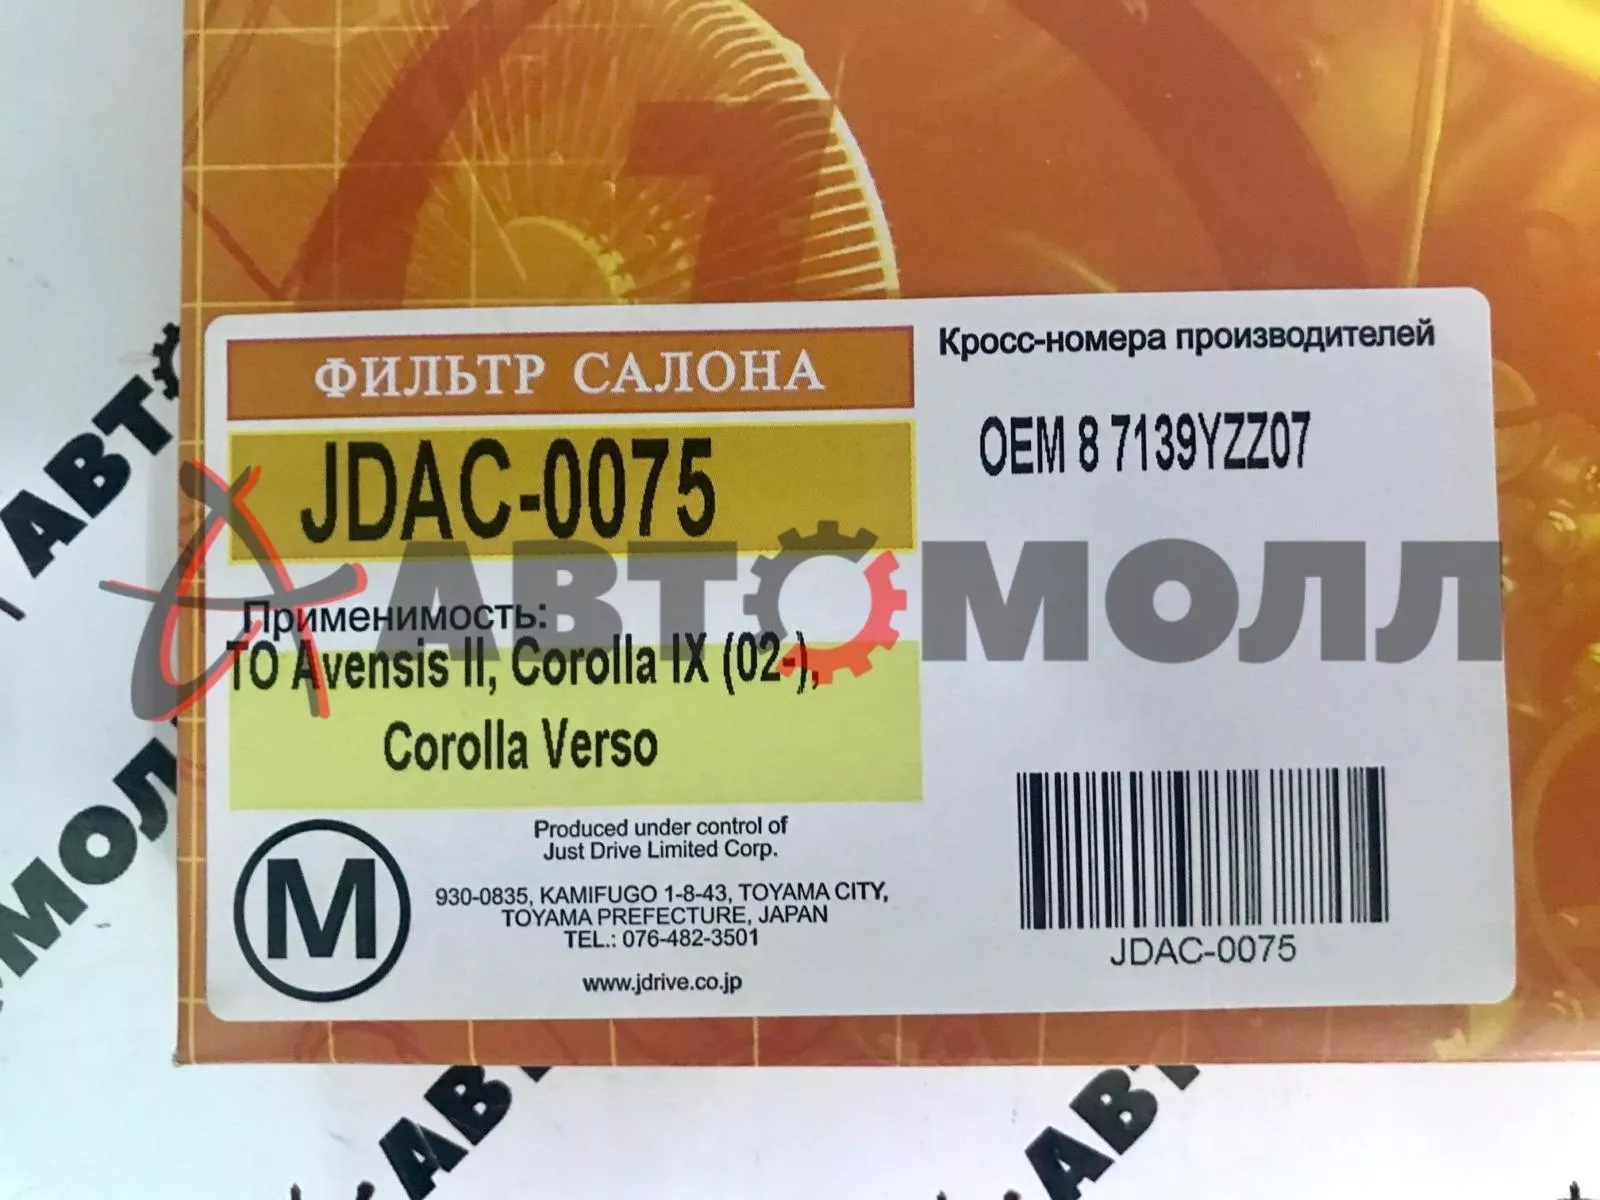 ФИЛЬТР САЛОНА
JDAC-0075
Применимость:
TO Avensis II, Corolla IX (02-),
Corolla Verso
M
Produced under control of
Just Drive Limited Corp.
930-0835, KAMIFUGO 1-8-43, TOYAMA CITY,
TOYAMA PREFECTURE, JAPAN
TEL.: 076-482-3501
www.jdrive.co.jp
Кросс-номера производителей
OEM 8 7139YZZ07
JDAC-0075
АВТОМОЛЛ